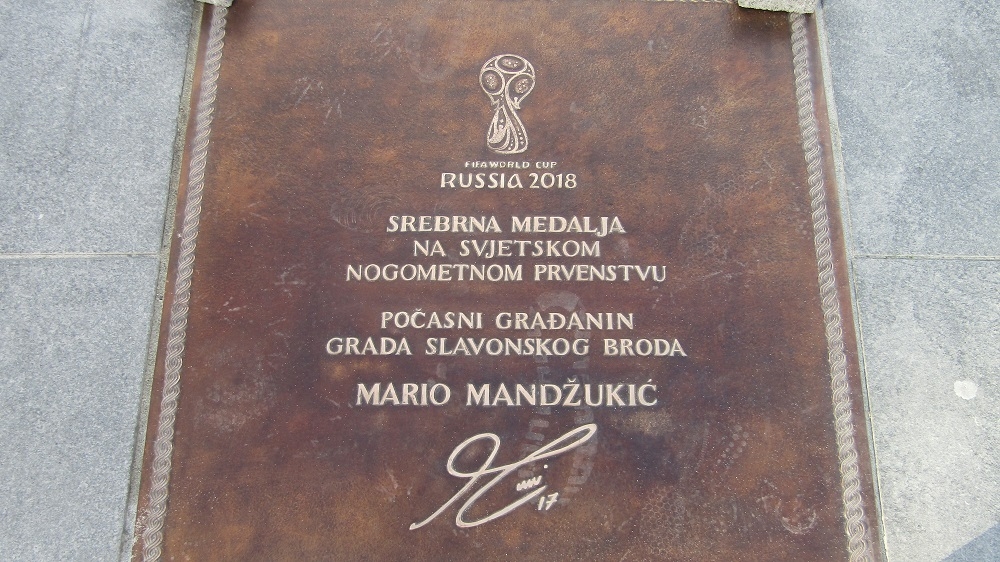 FIFA WORLD CUP
RUSSIA 2018
SREBRNA MEDALJA
NA SVJETSKOM
NOGOMETNOM PRVENSTVU
POČASNI GRAĐANIN
GRADA SLAVONSKOG BRODA
MARIO MANDŽUKIĆ
17